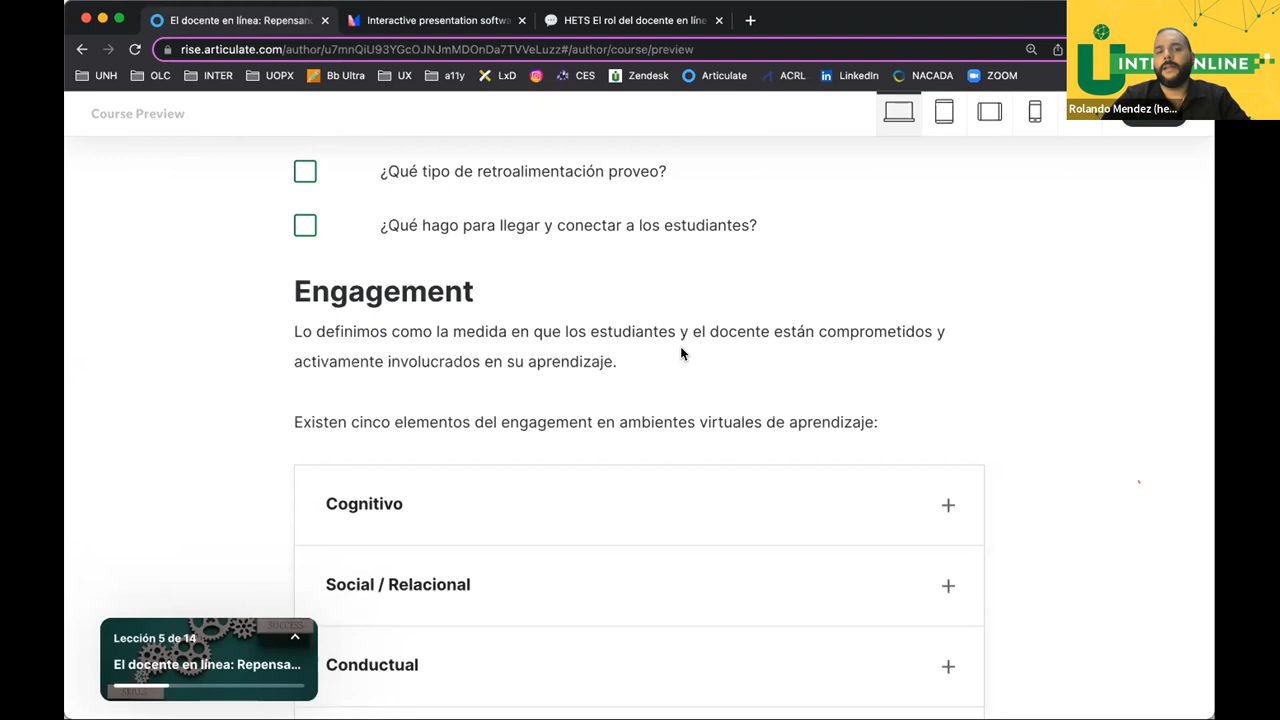 El docente en línea: Repensand
Interactive presentation softwa
HETS El rol del docente en líne
rise.articulate.com/author/u7mnQiU93YGcOJNJmMDOnDa7TVVeLuzz#/author/course/preview
UNH
OLC
INTER
UOPX
Bb Ultra
UX
a11y
LxD
CES
Zendesk
Articulate
ACRL
LinkedIn
NACADA
ZOOM
INTER ONLINE
Rolando Mendez (he...
Course Preview
¿Qué tipo de retroalimentación proveo?
¿Qué hago para llegar y conectar a los estudiantes?
Engagement
Lo definimos como la medida en que los estudiantes y el docente están comprometidos y
activamente involucrados en su aprendizaje.
Existen cinco elementos del engagement en ambientes virtuales de aprendizaje:
Cognitivo
Social / Relacional
Conductual
SUCCESS
Lección 5 de 14
El docente en línea: Repensa...
SKILLS